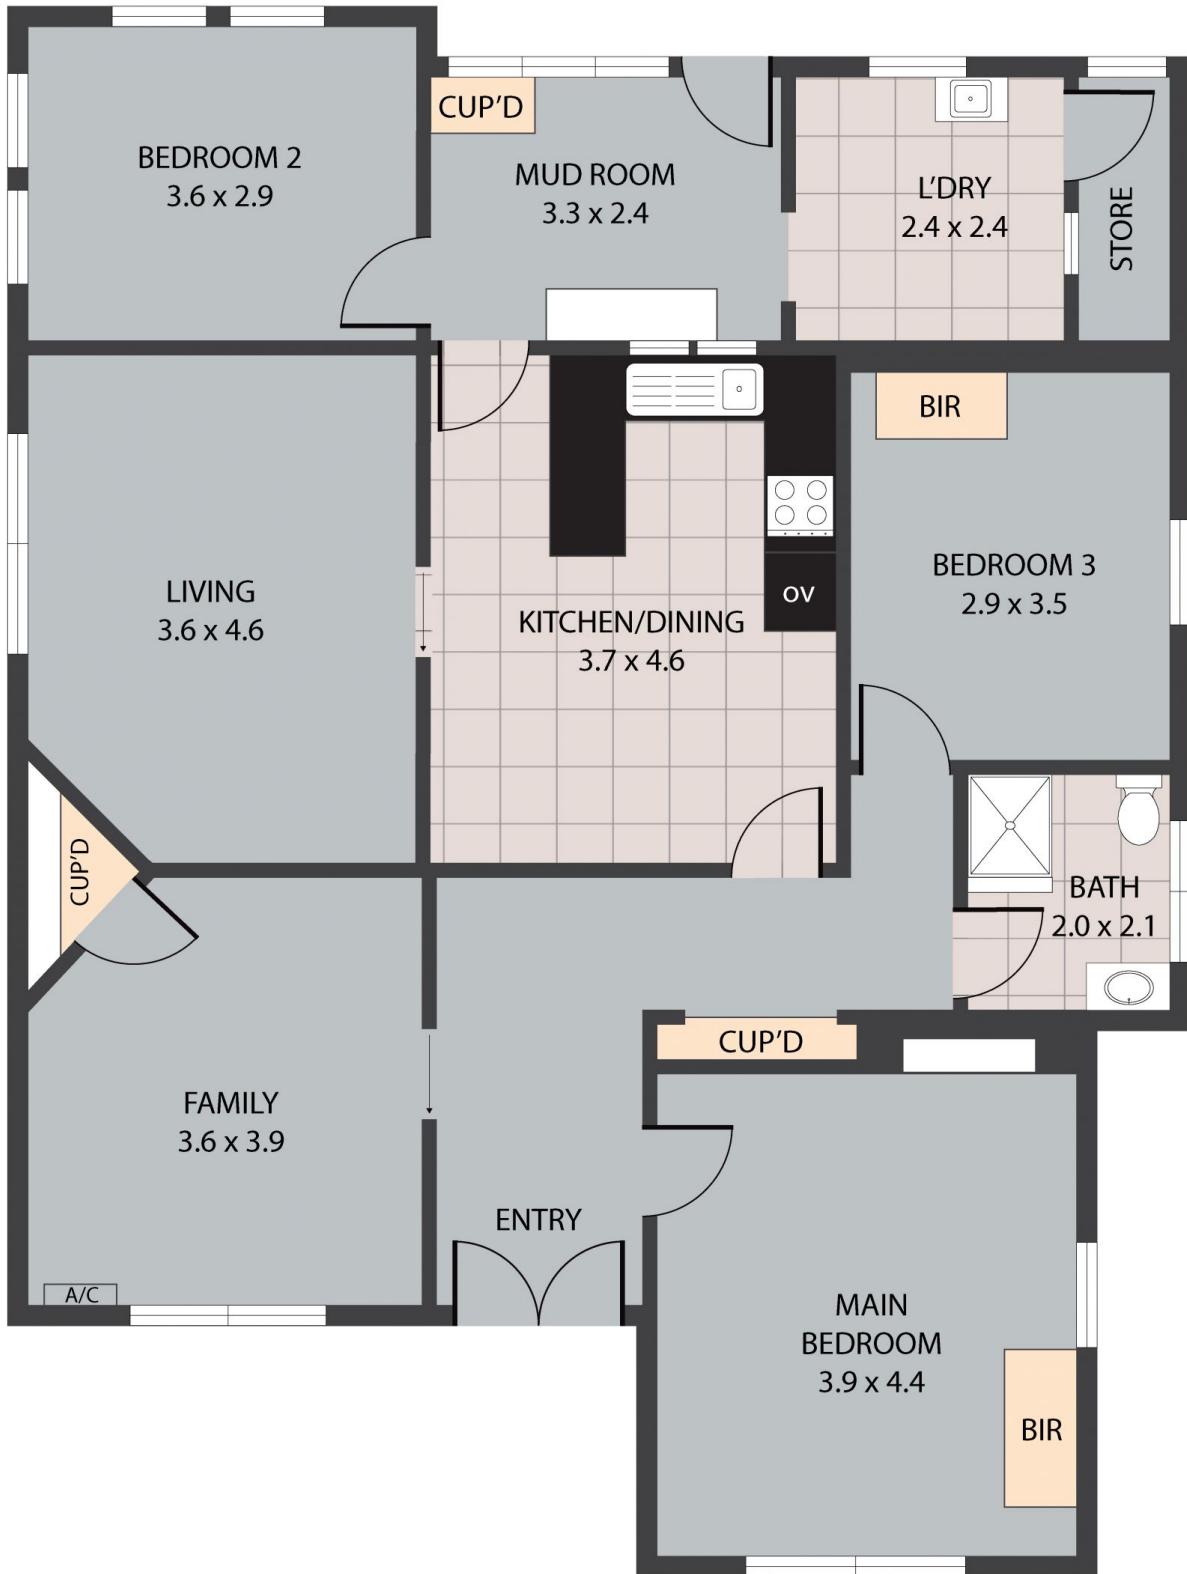 BEDROOM 2
3.6 x 2.9
CUP'D
MUD ROOM
3.3 x 2.4
L'DRY
2.4 x 2.4
STORE
LIVING
3.6 x 4.6
KITCHEN/DINING
3.7 x 4.6
OV
BIR
BEDROOM 3
2.9 x 3.5
CUP'D
BATH
2.0 x 2.1
FAMILY
3.6 x 3.9
A/C
ENTRY
CUP'D
MAIN
BEDROOM
3.9 x 4.4
BIR